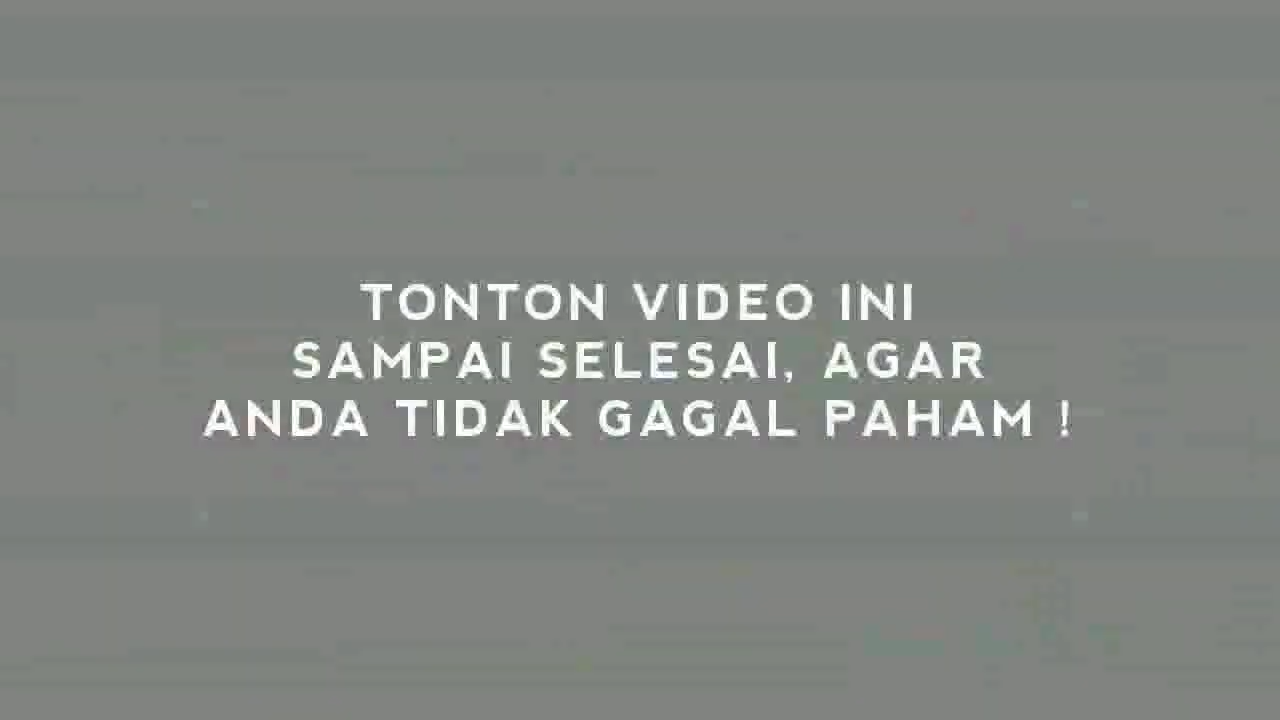 TONTON VIDEO INI
SAMPAI SELESAI, AGAR
ANDA TIDAK GAGAL PAHAM !